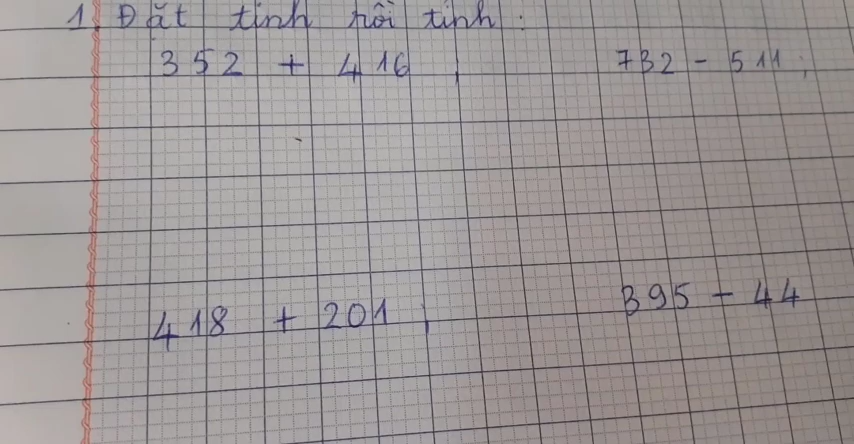 1. Đặt tính rồi tính:
352 + 416 ; 732 - 511 ;
418 + 201 ; 395 - 44